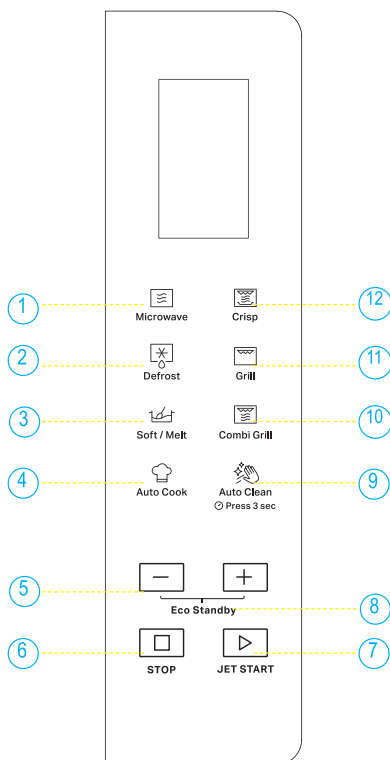 1 Microwave Crisp 12
2 Defrost Grill 11
3 Soft / Melt Combi Grill 10
4 Auto Cook Auto Clean 9
Press 3 sec
5
Eco Standby 8
6 7
STOP JET START